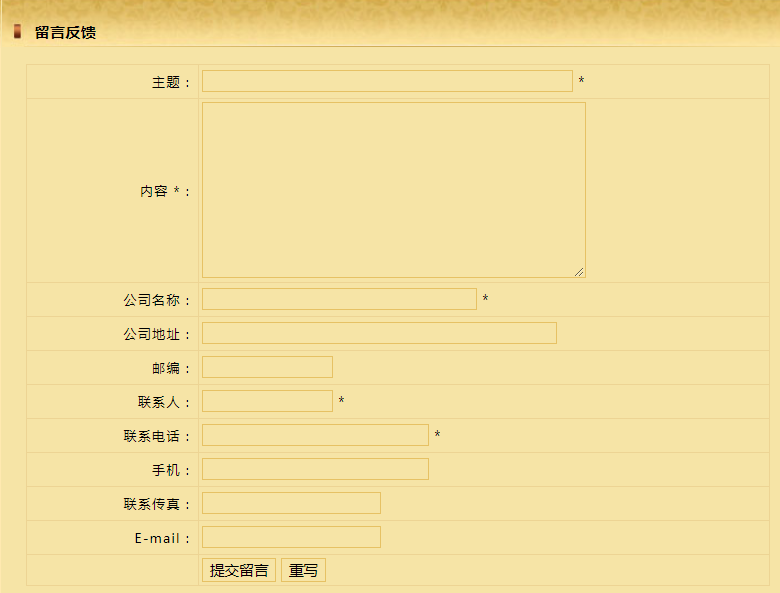 留言反馈
主题： *
内容 *：
公司名称： *
公司地址：
邮编：
联系人： *
联系电话： *
手机：
联系传真：
E-mail：
提交留言 重写